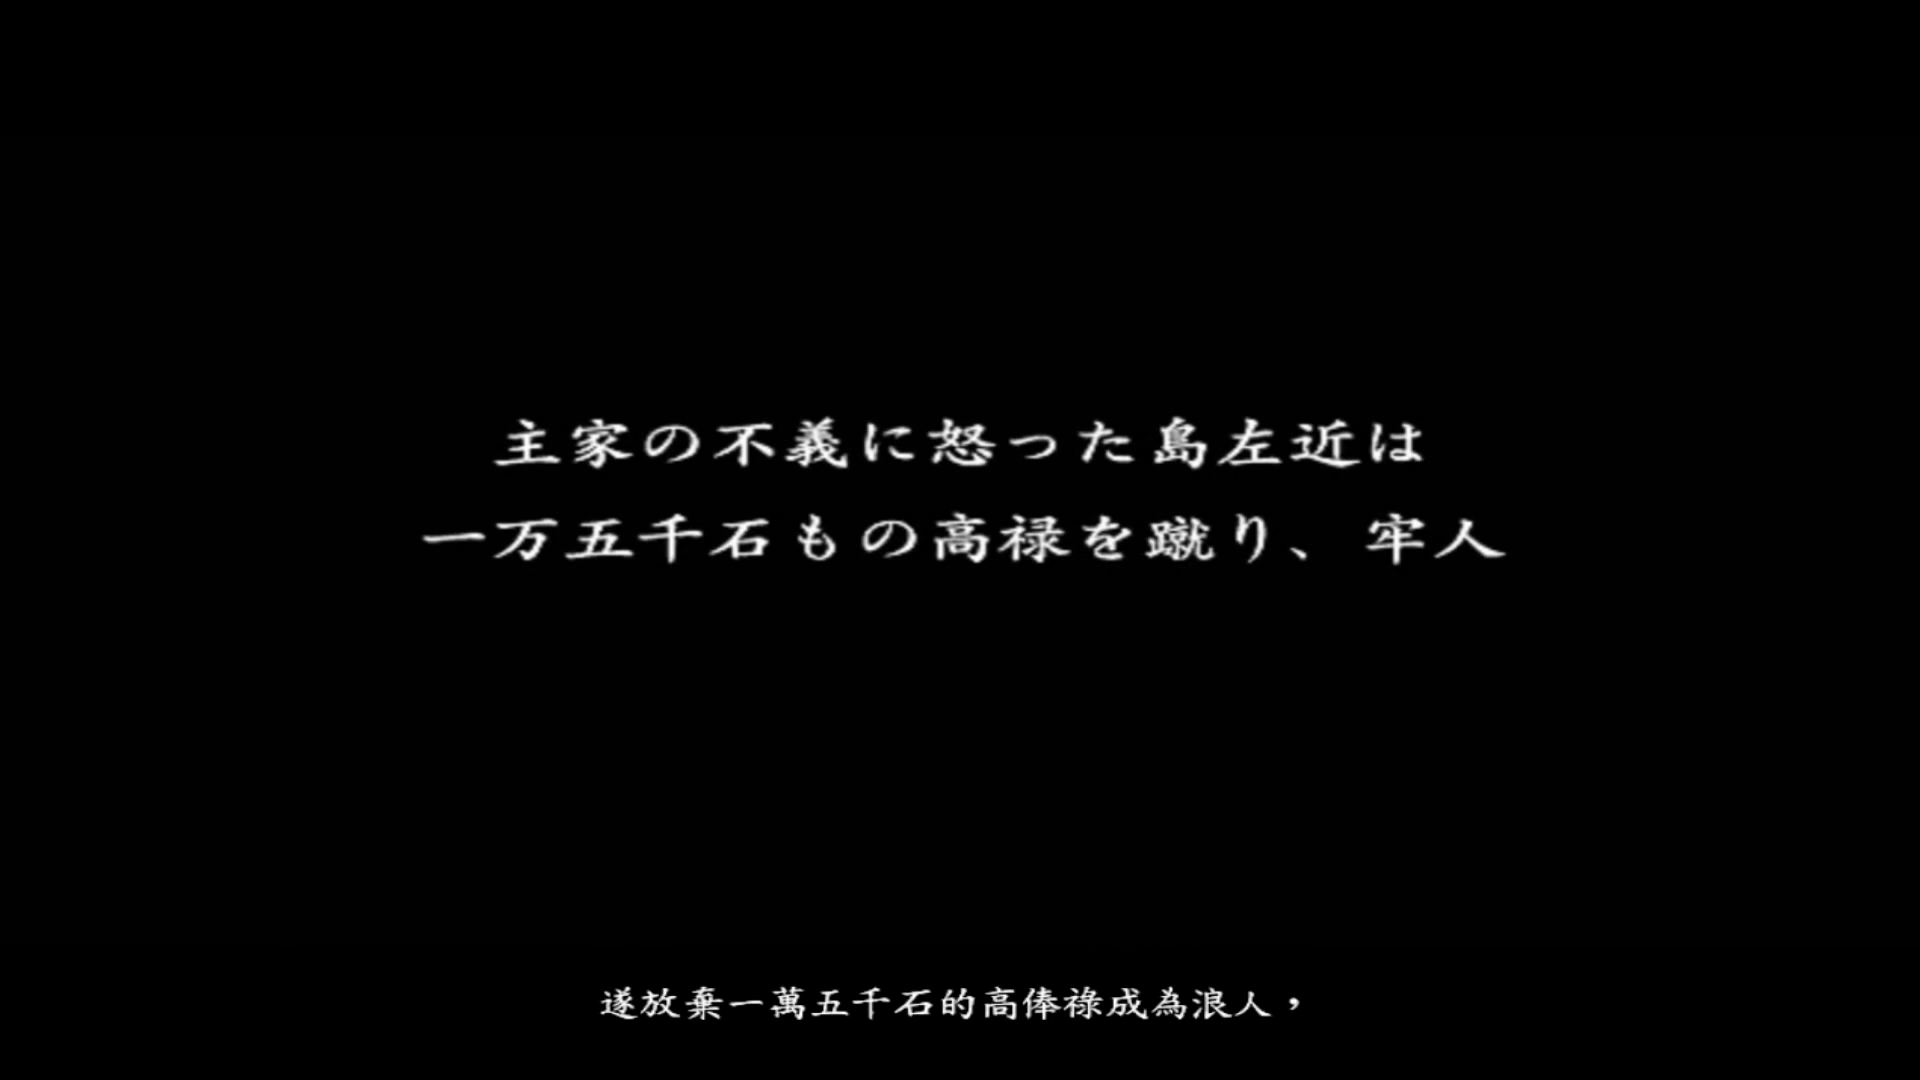 主家の不義に怒った島左近は
一万五千石もの高禄を蹴り、牢人
遂放棄一萬五千石的高俸祿成為浪人，